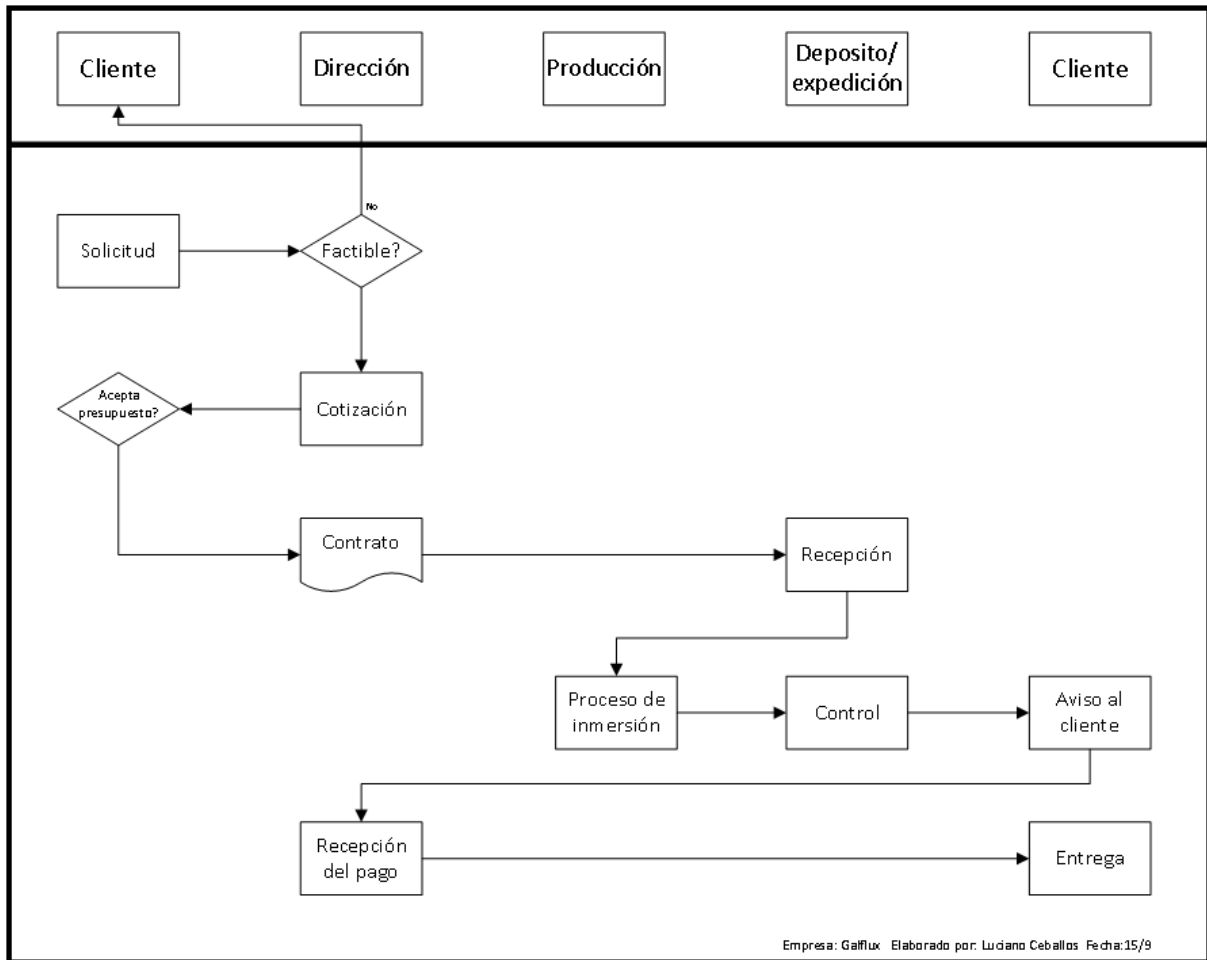 Cliente
Dirección
Producción
Deposito/
expedición
Cliente
No
Solicitud
Factible?
Acepta
presupuesto?
Cotización
Contrato
Recepción
Proceso de
inmersión
Control
Aviso al
cliente
Recepción
del pago
Entrega
Empresa: Galflux Elaborado por: Luciano Ceballos Fecha:15/9